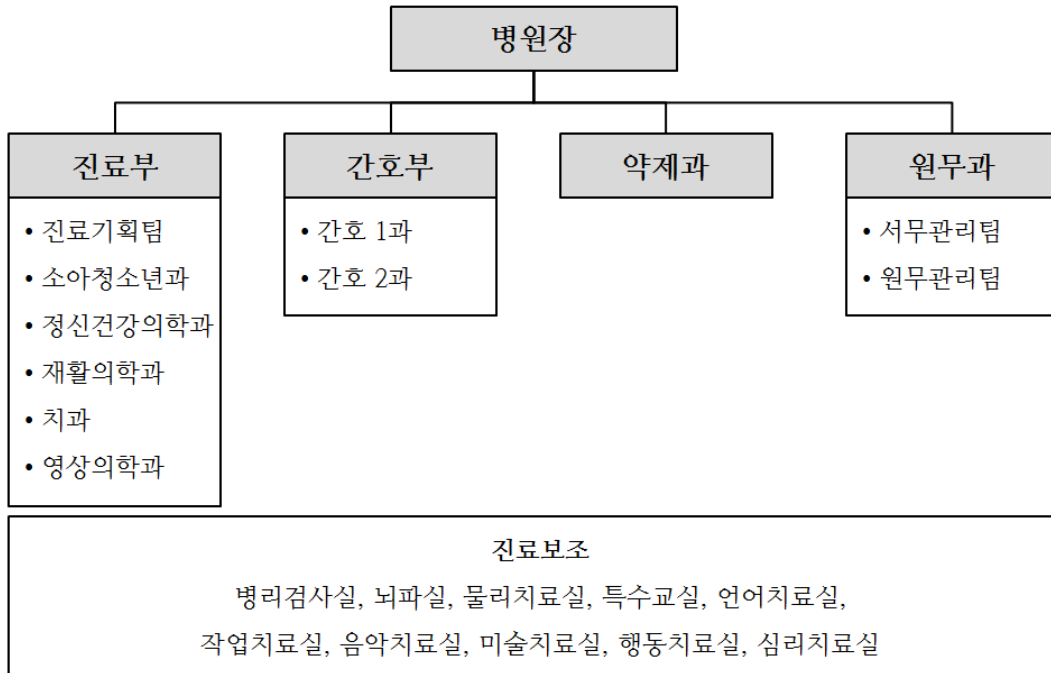 병원장
진료부
• 진료기획팀
• 소아청소년과
• 정신건강의학과
• 재활의학과
• 치과
• 영상의학과
간호부
• 간호 1과
• 간호 2과
약제과
원무과
• 서무관리팀
• 원무관리팀
진료보조
병리검사실, 뇌파실, 물리치료실, 특수교실, 언어치료실,
작업치료실, 음악치료실, 미술치료실, 행동치료실, 심리치료실